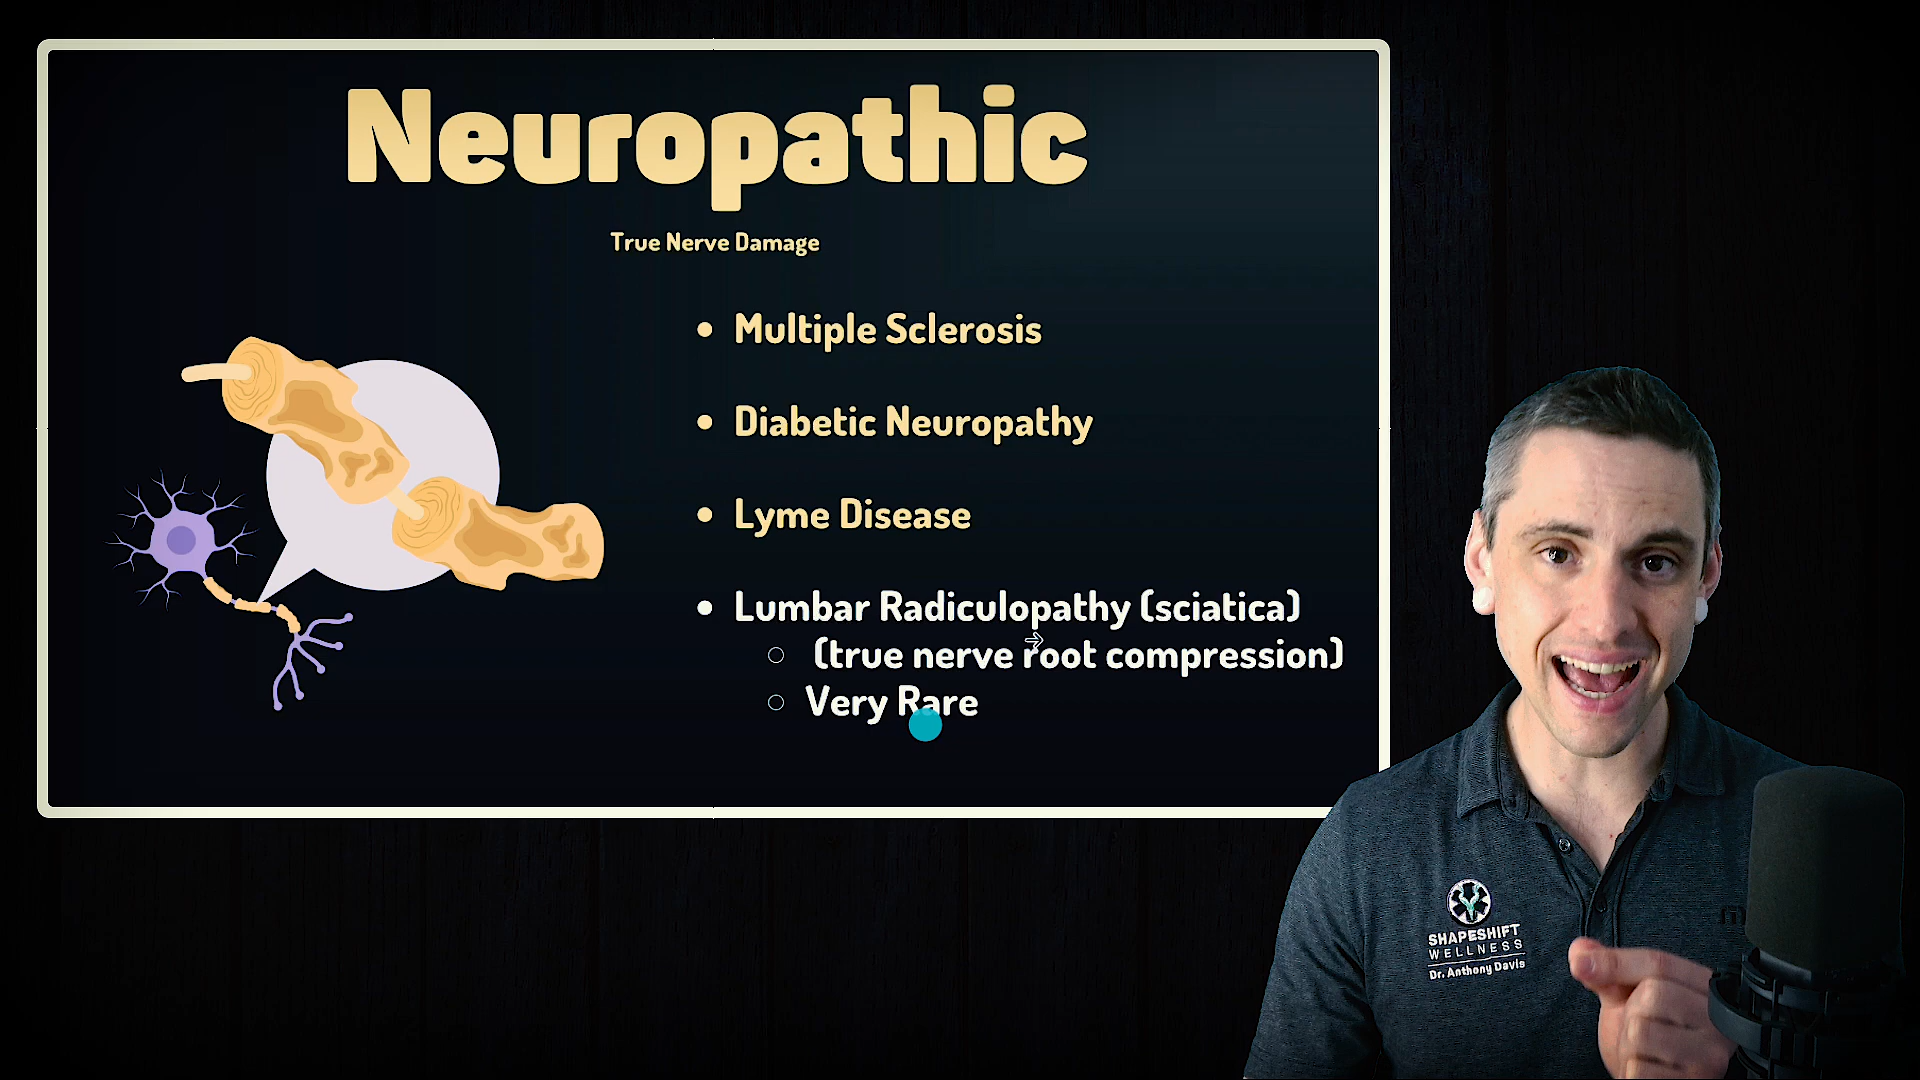 Neuropathic
True Nerve Damage
• Multiple Sclerosis
• Diabetic Neuropathy
• Lyme Disease
• Lumbar Radiculopathy (sciatica)
○ (true nerve root compression)
○ Very Rare
SHAPESHIFT
WELLNESS
Dr. Anthony Davis